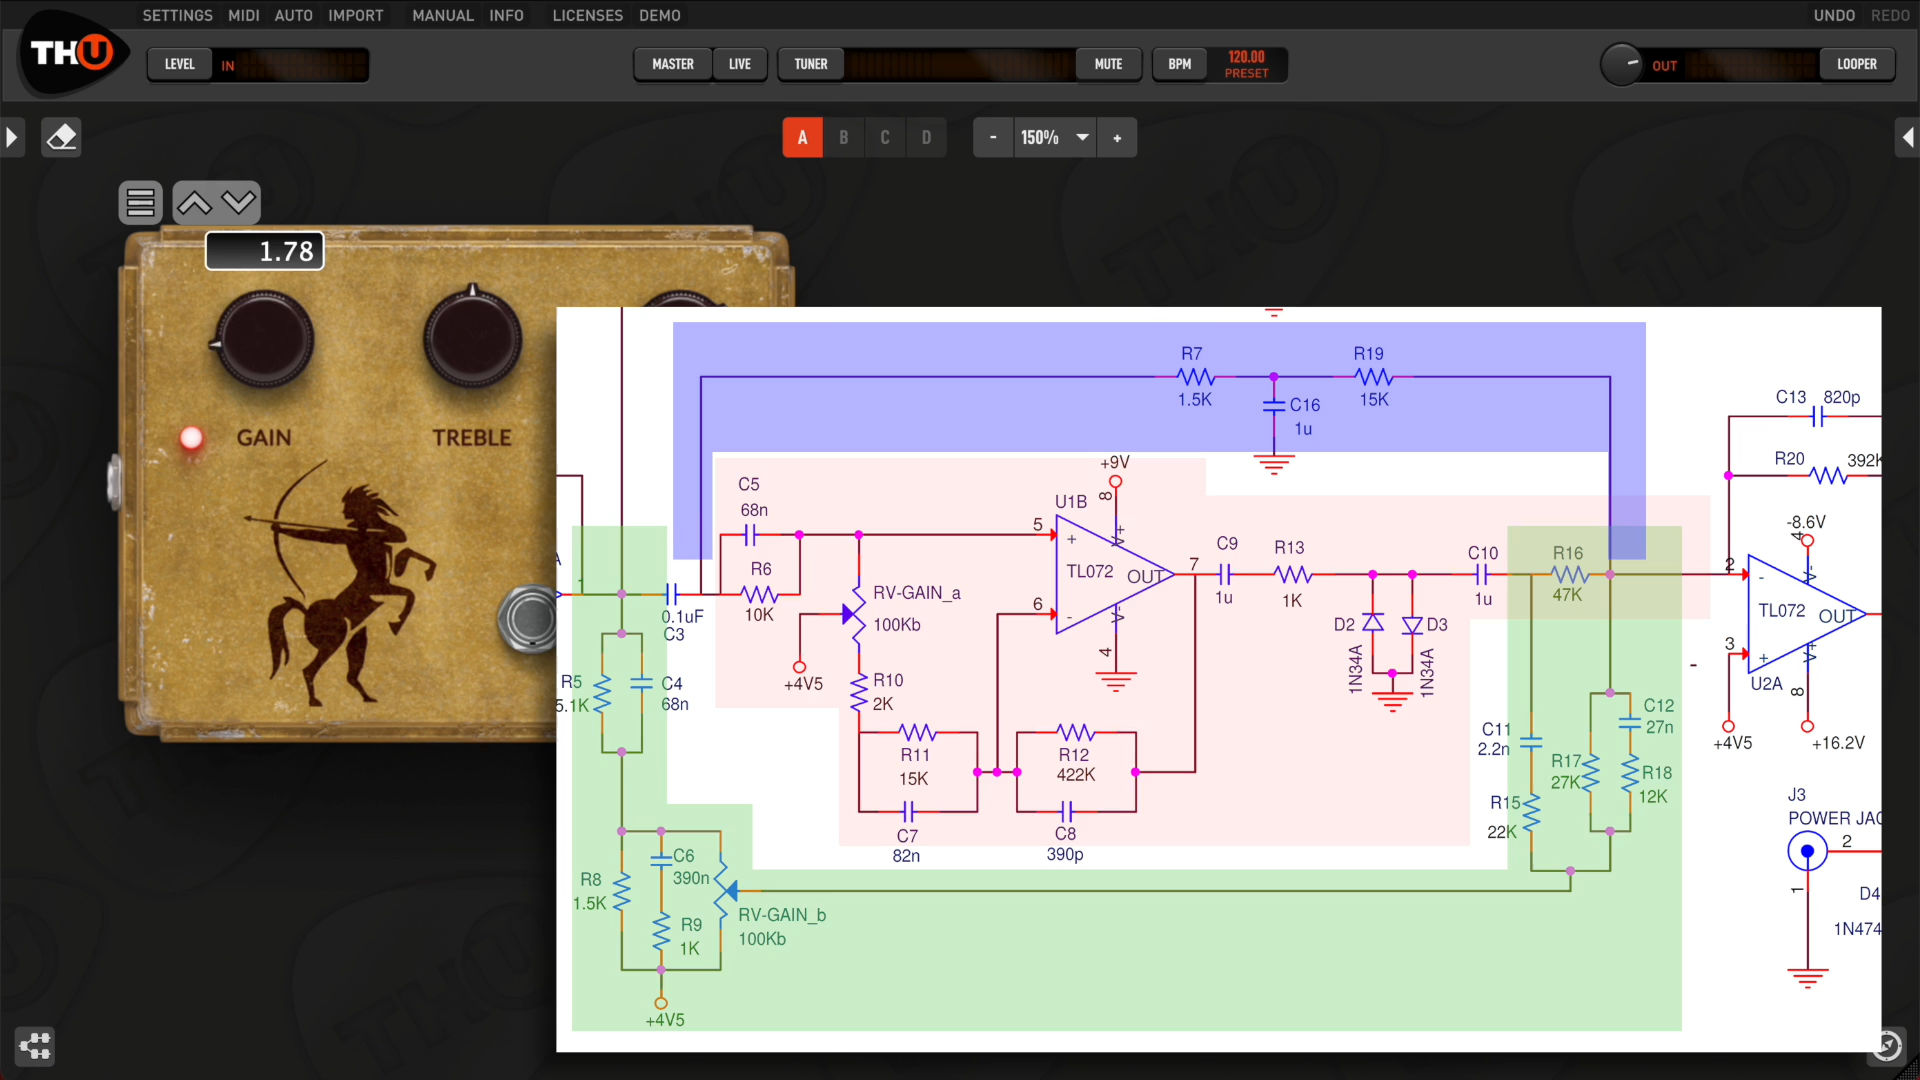 SETTINGS MIDI AUTO IMPORT MANUAL INFO LICENSES DEMO UNDO REDO
THU
LEVEL IN MASTER LIVE TUNER MUTE BPM 120.00 PRESET OUT LOOPER
A B C D - 150% +
1.78
GAIN TREBLE
R7 R19
1.5K 15K
C16
1u
C13 820p
R20 392K
+9V
C5
68n
U1B
8
5
+
V+
TL072
OUT
7
6
-
V-
4
R6
10K
RV-GAIN_a
100Kb
+4V5
0.1uF
C3
C9
1u
R13
1K
C10
1u
R16
47K
D2
D3
1N34A
1N34A
-8.6V
4
2
-
V-
TL072
OUT
3
+
V+
U2A
8
+4V5
+16.2V
R5
5.1K
C4
68n
R10
2K
R11
15K
R12
422K
C7
82n
C8
390p
C11
2.2n
C12
27n
R17
27K
R18
12K
R15
22K
J3
POWER JAC
2
1
D4
1N474
C6
390n
R8
1.5K
R9
1K
RV-GAIN_b
100Kb
+4V5